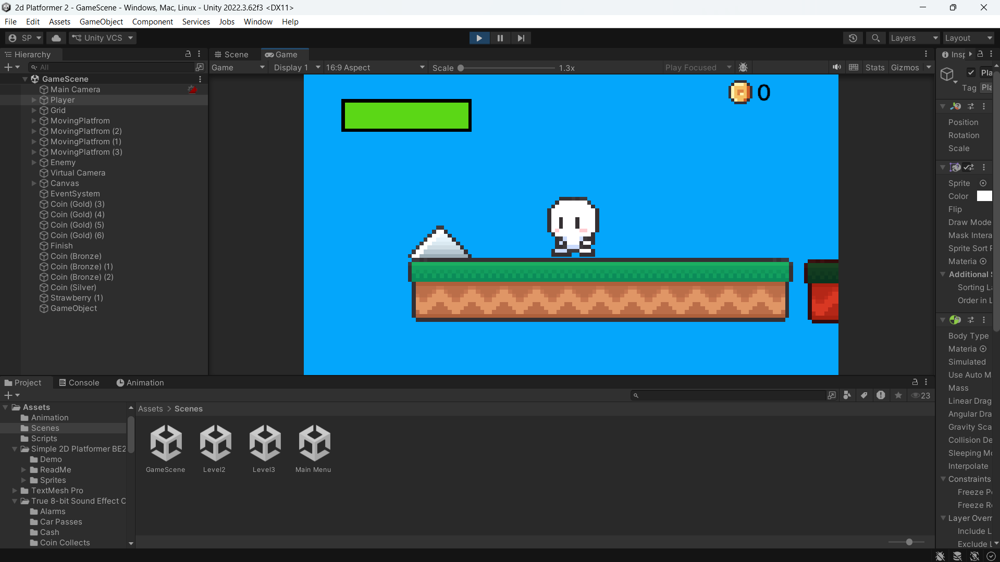 2d Platformer 2 - GameScene - Windows, Mac, Linux - Unity 2022.3.62f3 <DX11>
File Edit Assets GameObject Component Services Jobs Window Help
SP Unity VCS Layers Layout
Hierarchy
All
GameScene
Main Camera
Player
Grid
MovingPlatfrom
MovingPlatfrom (2)
MovingPlatfrom (1)
MovingPlatfrom (3)
Enemy
Virtual Camera
Canvas
EventSystem
Coin (Gold) (3)
Coin (Gold) (4)
Coin (Gold) (5)
Coin (Gold) (6)
Finish
Coin (Bronze)
Coin (Bronze) (1)
Coin (Bronze) (2)
Coin (Silver)
Strawberry (1)
GameObject
Scene Game
Game Display 1 16:9 Aspect Scale 1.3x Play Focused Stats Gizmos
0
Insp
Pla
Tag Pla
Position
Rotation
Scale
Sprite
Color
Flip
Draw Mode
Mask Intera
Sprite Sort P
Materia
Additional S
Sorting La
Order in L
Body Type
Materia
Simulated
Use Auto M
Mass
Linear Drag
Angular Dra
Gravity Sca
Collision De
Sleeping Mo
Interpolate
Constraints
Freeze Po
Freeze Ro
Layer Overr
Include L
Exclude L
Project Console Animation
23
Assets
Animation
Scenes
Scripts
Simple 2D Platformer BE2
Demo
ReadMe
Sprites
TextMesh Pro
True 8-bit Sound Effect C
Alarms
Car Passes
Cash
Coin Collects
Assets > Scenes
GameScene Level2 Level3 Main Menu